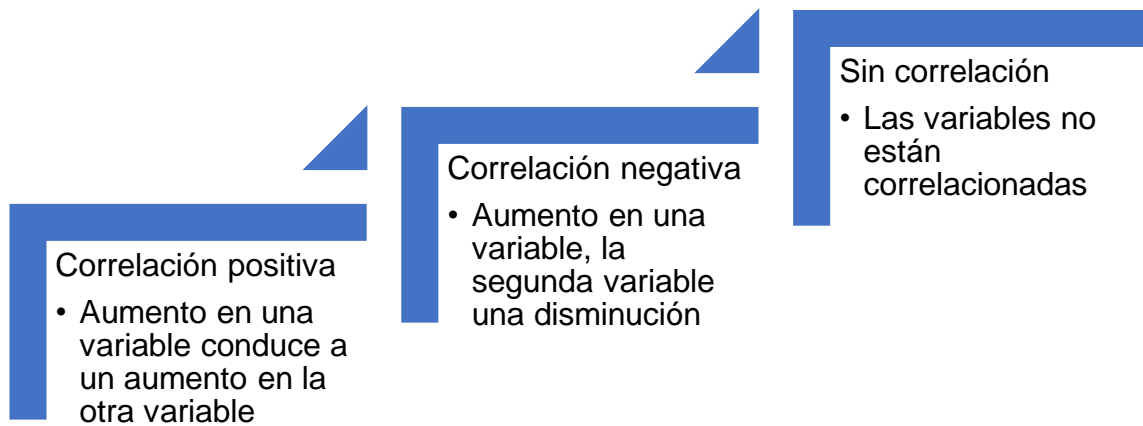 Correlación positiva
• Aumento en una
variable conduce a
un aumento en la
otra variable
Correlación negativa
• Aumento en una
variable, la
segunda variable
una disminución
Sin correlación
• Las variables no
están
correlacionadas